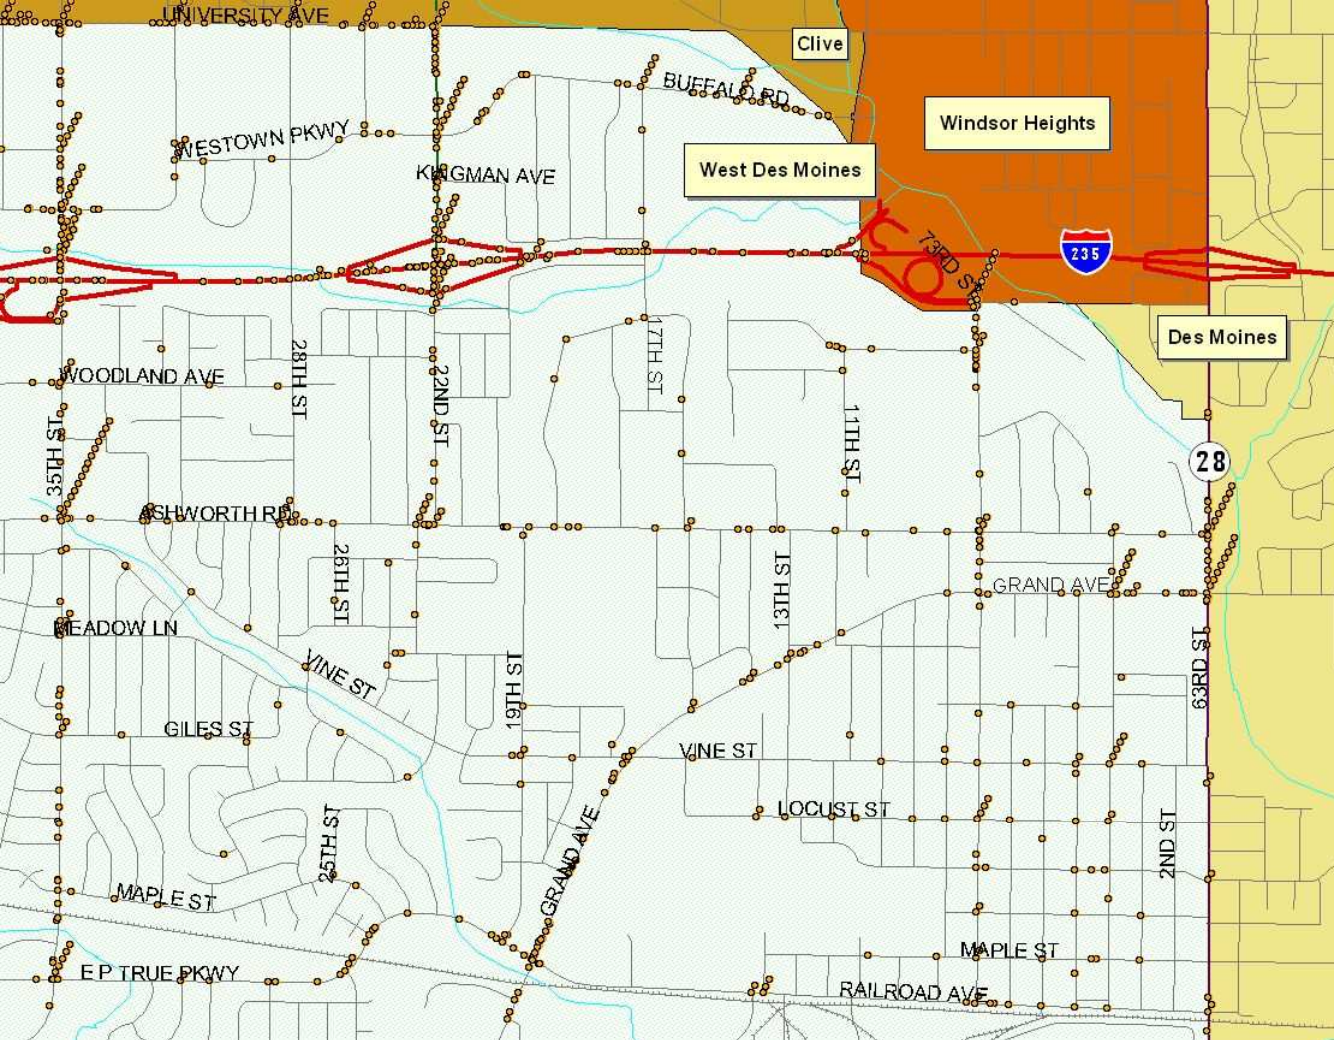 UNIVERSITY AVE
Clive
BUFFALO RD
Windsor Heights
WESTOWN PKWY
West Des Moines
KINGMAN AVE
73RD ST
235
Des Moines
28TH ST
17TH ST
WOODLAND AVE
22ND ST
11TH ST
35TH ST
28
ASHWORTH RD
26TH ST
13TH ST
GRAND AVE
MEADOW LN
VINE ST
19TH ST
63RD ST
GILES ST
VINE ST
LOCUST ST
25TH ST
GRAND AVE
2ND ST
MAPLE ST
MAPLE ST
E P TRUE PKWY
RAILROAD AVE